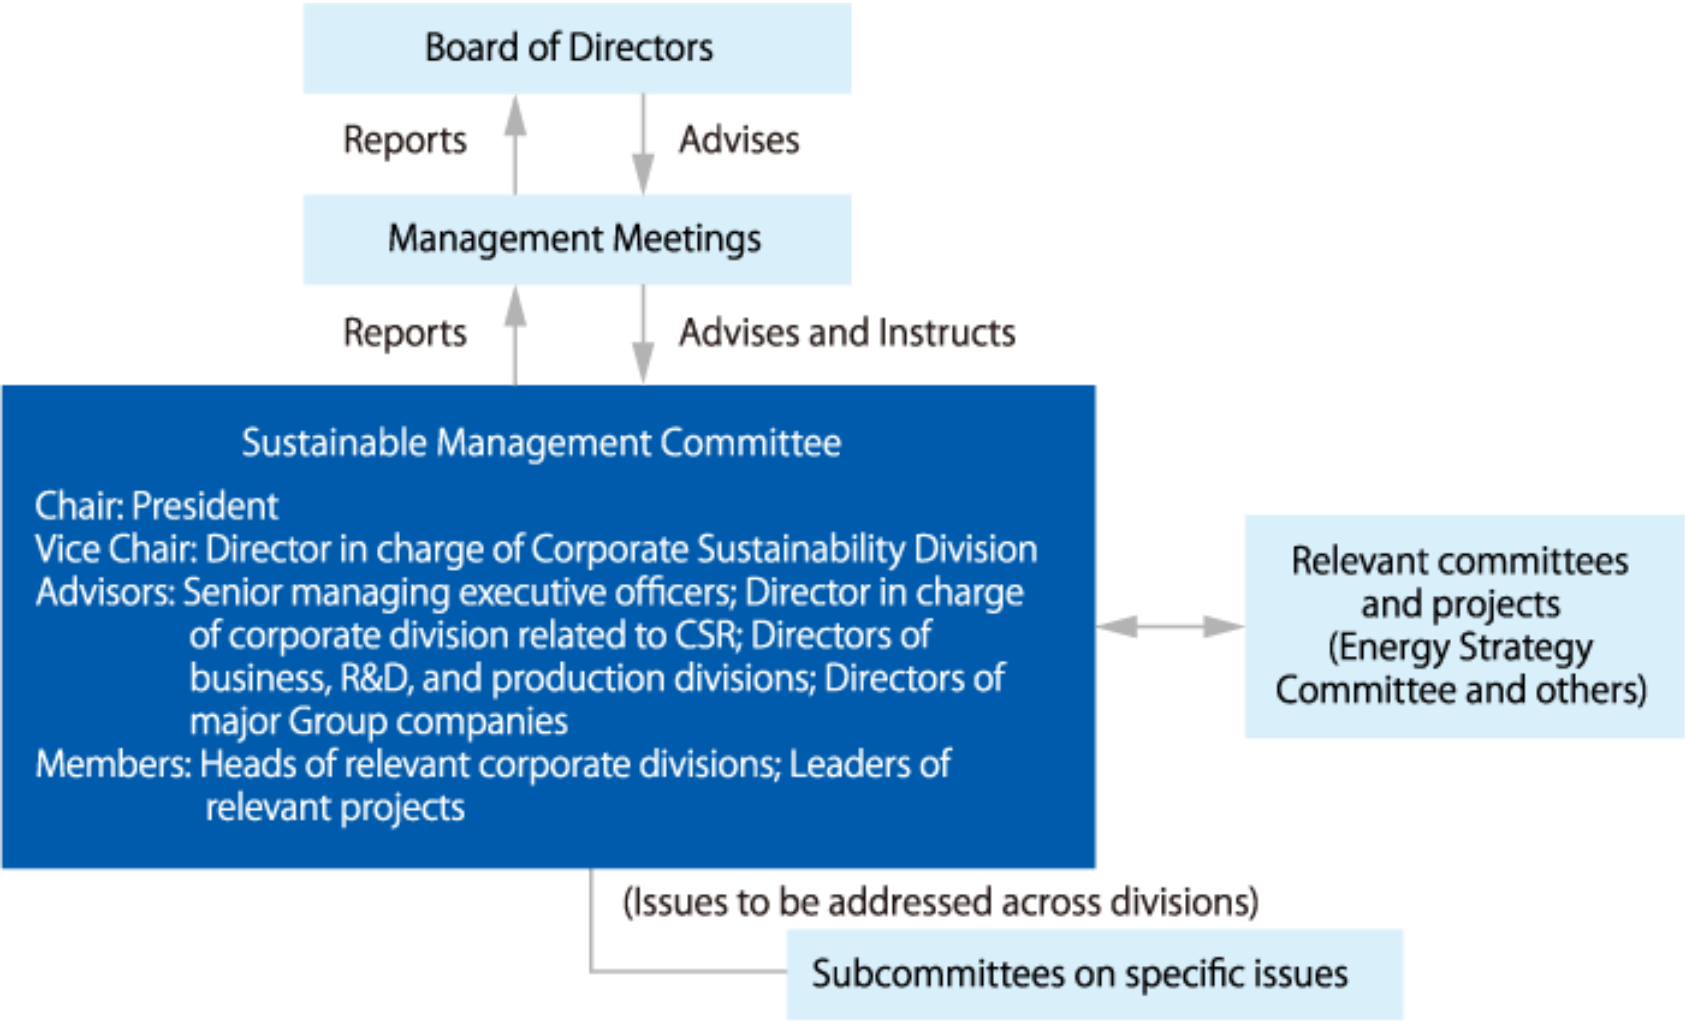 Board of Directors
Reports
Advises
Management Meetings
Reports
Advises and Instructs
Sustainable Management Committee
Chair: President
Vice Chair: Director in charge of Corporate Sustainability Division
Advisors: Senior managing executive officers; Director in charge
of corporate division related to CSR; Directors of
business, R&D, and production divisions; Directors of
major Group companies
Members: Heads of relevant corporate divisions; Leaders of
relevant projects
Relevant committees
and projects
(Energy Strategy
Committee and others)
(Issues to be addressed across divisions)
Subcommittees on specific issues